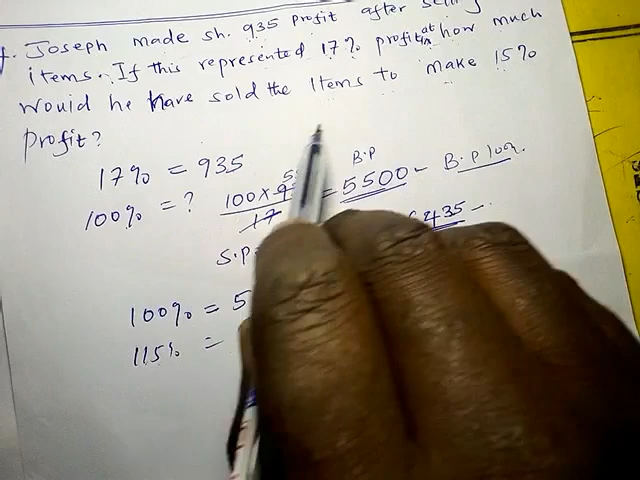 Joseph made sh. 935 profit after selling
items. If this represented 17% profit, at how much
would he have sold the items to make 15%
profit?
17% = 935
100% = ? 100 x 9 / 17 = 5500 - B.P 100%
B.P
S.P 6435 -
100% = 5
115% =